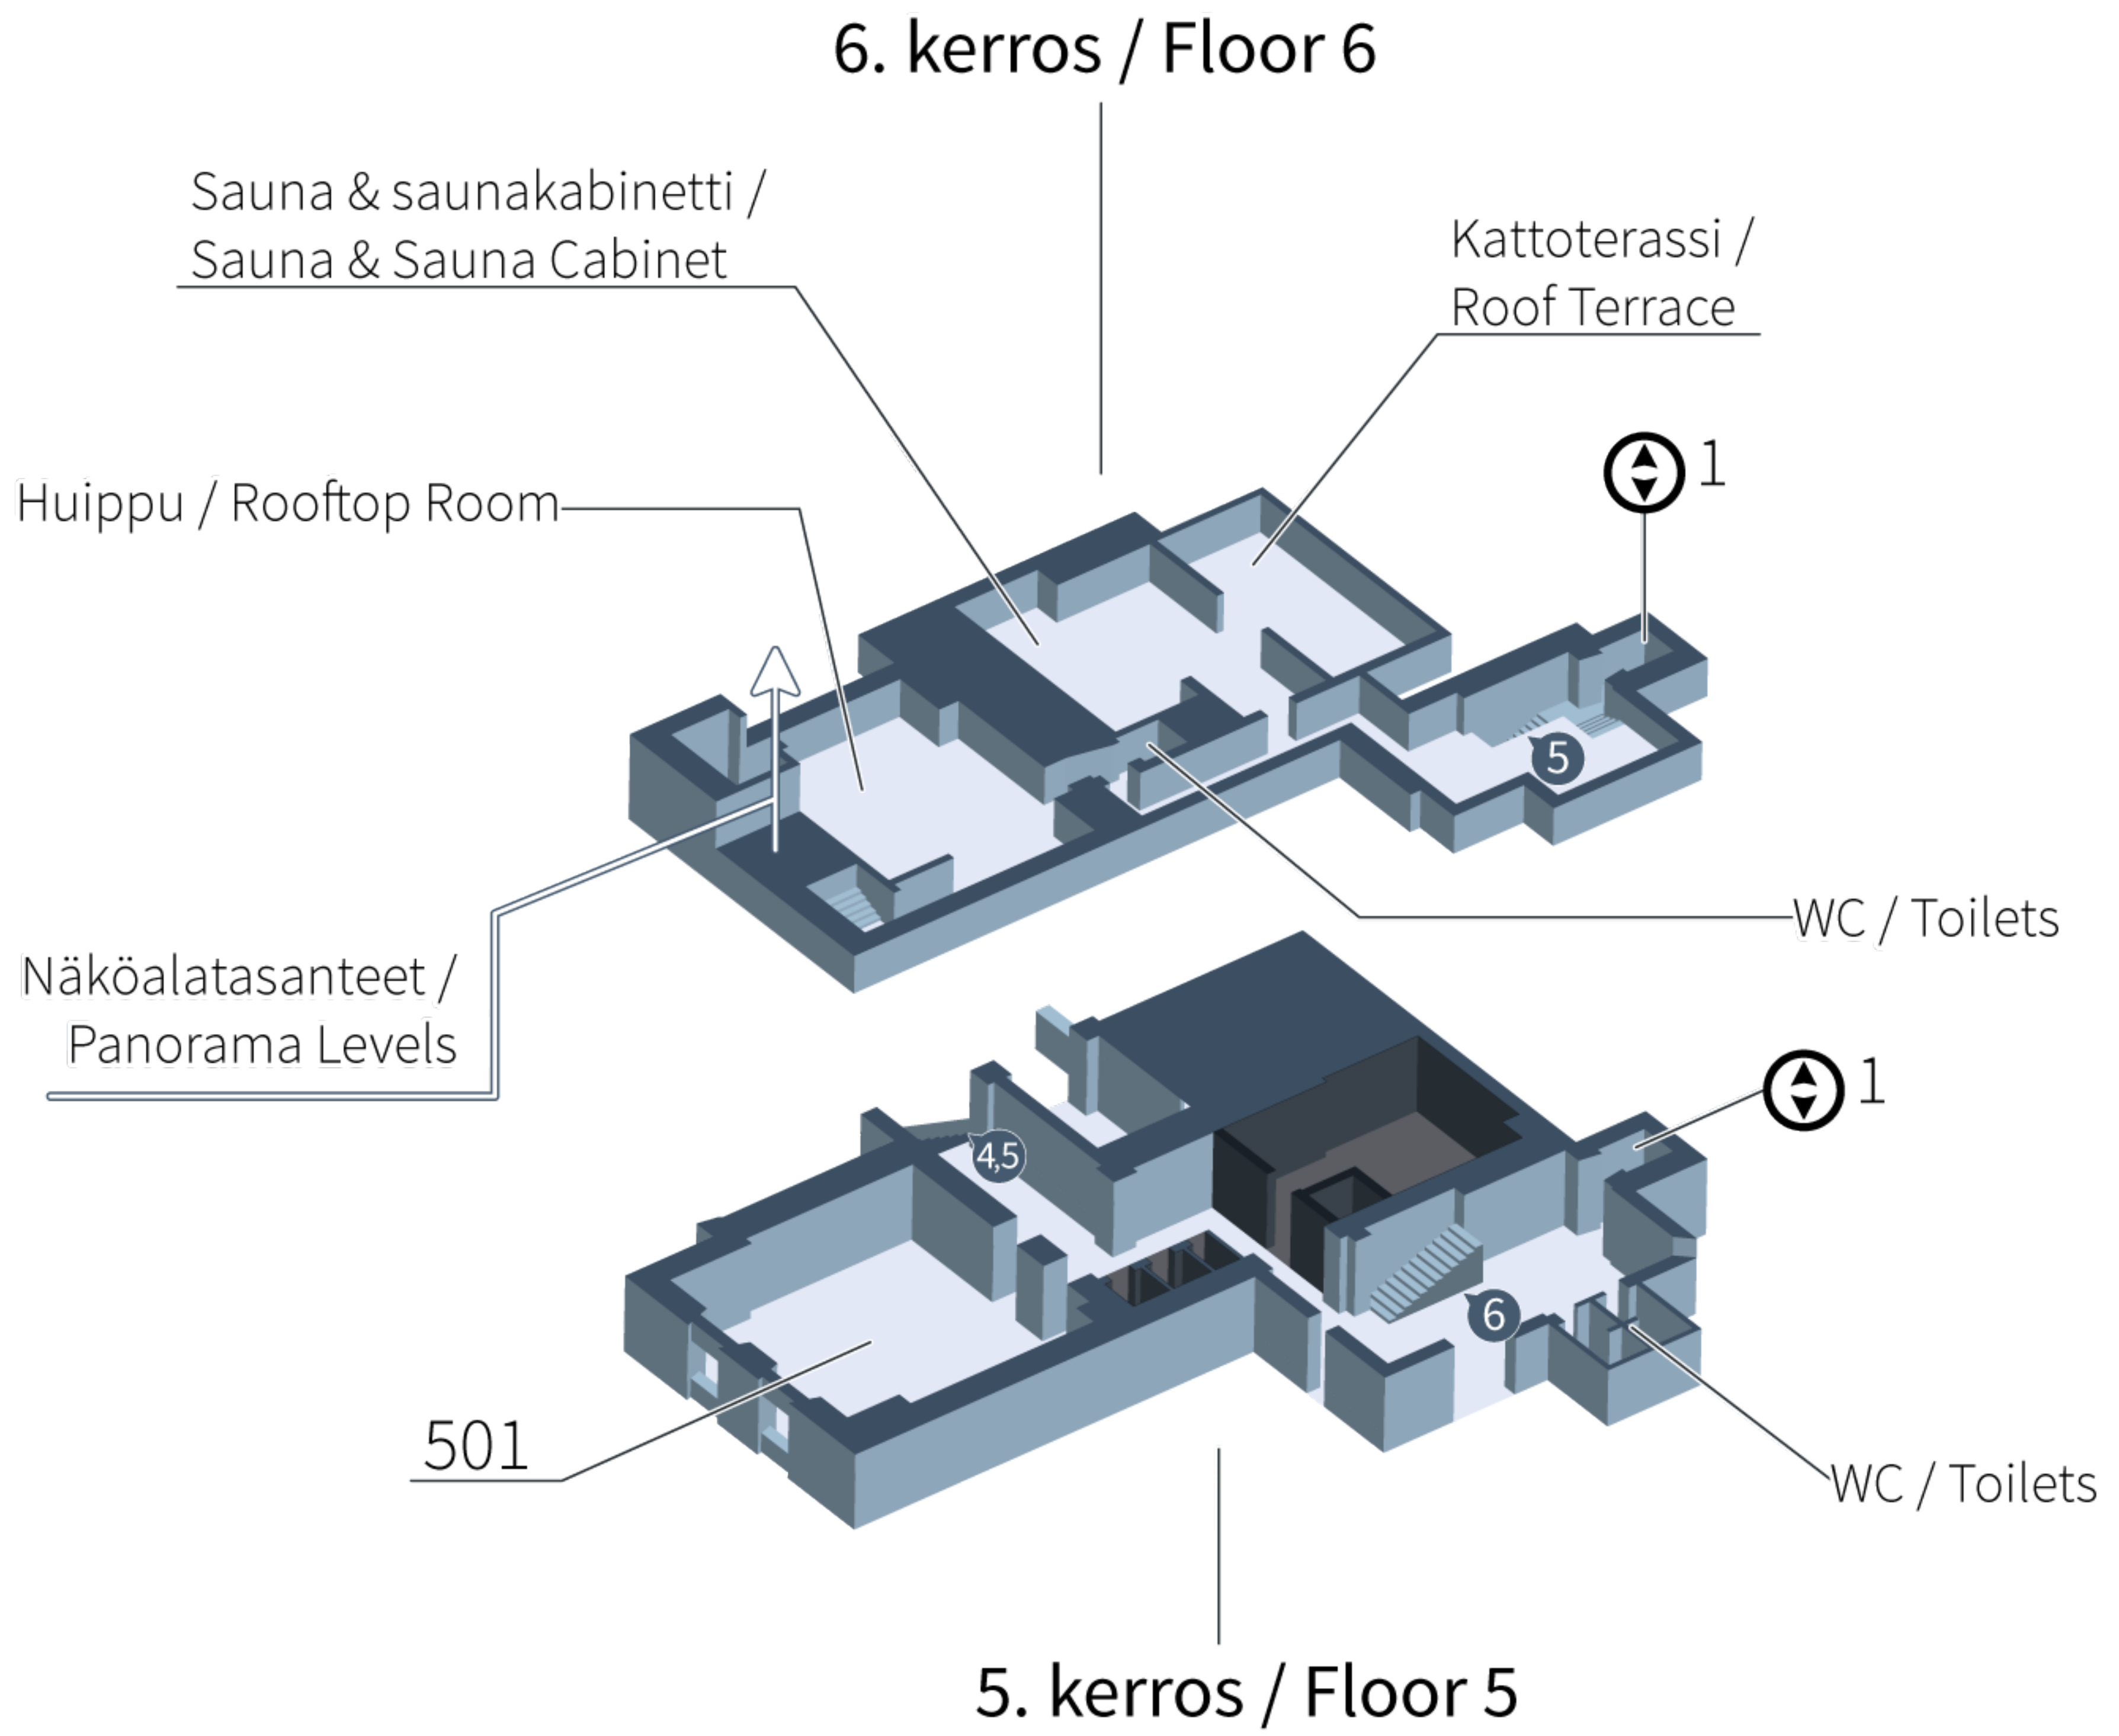 6. kerros / Floor 6
Sauna & saunakabinetti /
Sauna & Sauna Cabinet
Kattoterassi /
Roof Terrace
1
Huippu / Rooftop Room
5
WC / Toilets
Näköalatasanteet /
Panorama Levels
1
4,5
6
501
WC / Toilets
5. kerros / Floor 5